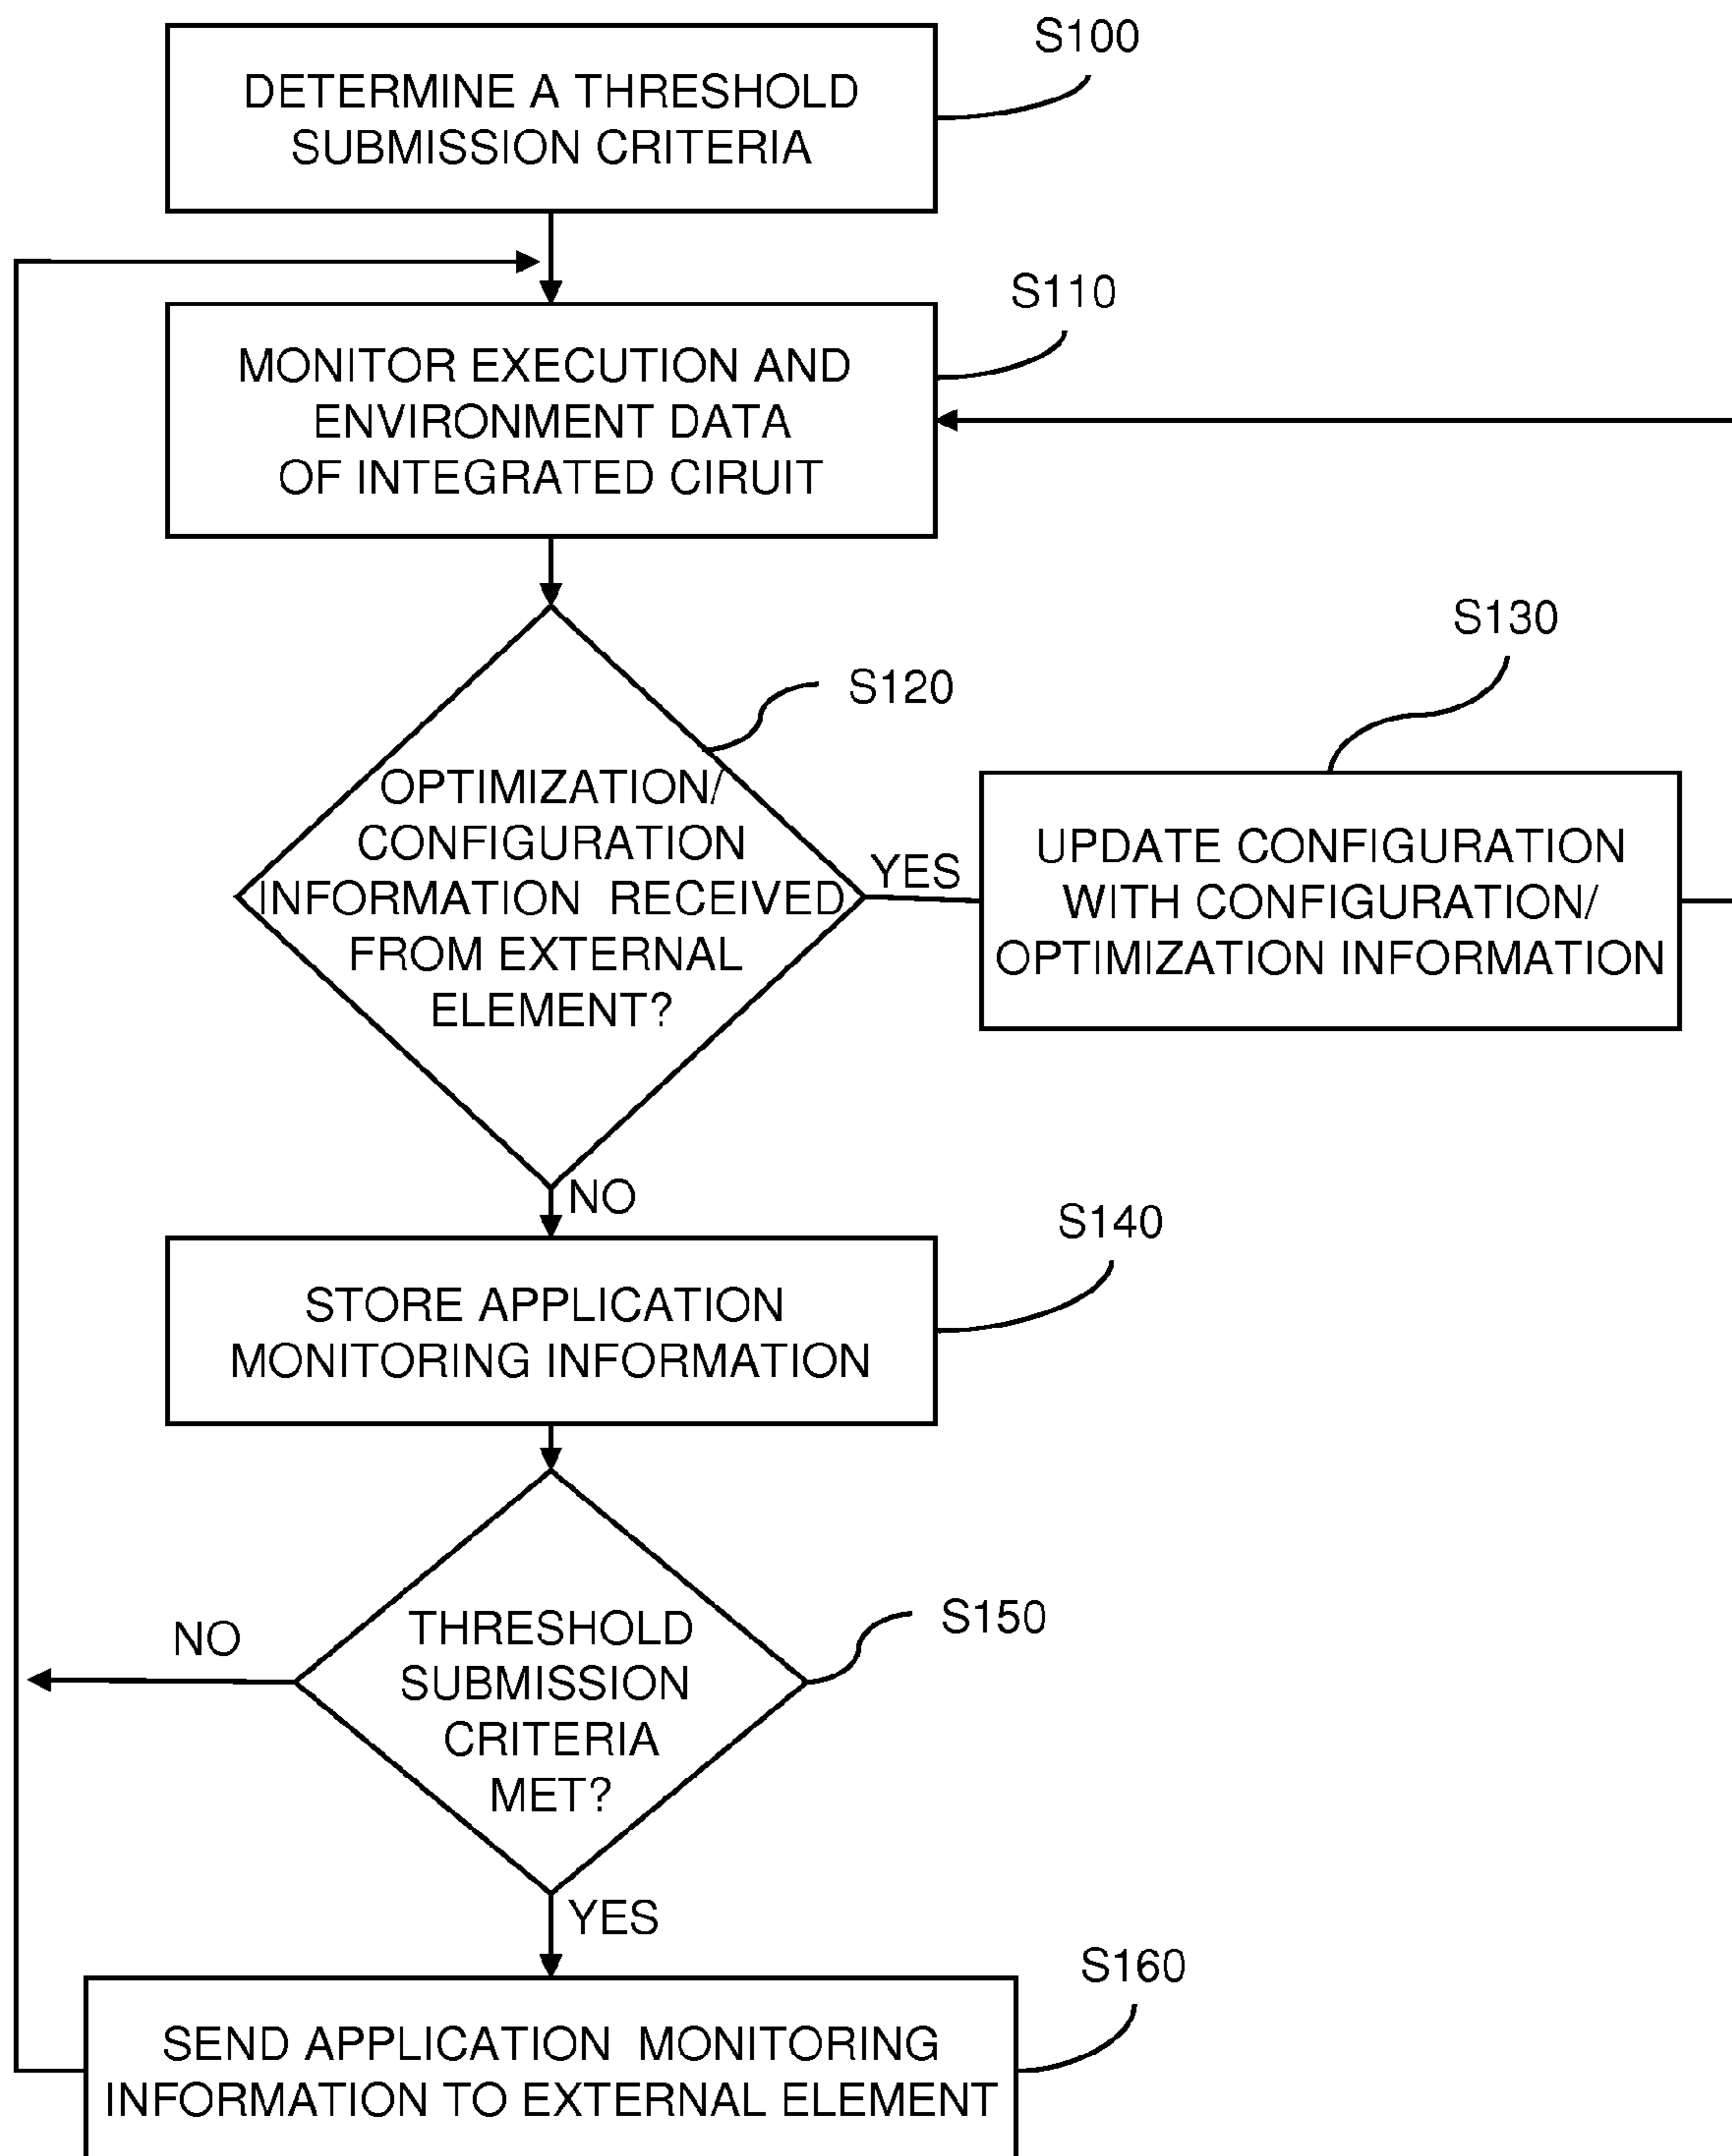 S100
DETERMINE A THRESHOLD
SUBMISSION CRITERIA
S110
MONITOR EXECUTION AND
ENVIRONMENT DATA
OF INTEGRATED CIRUIT
S120
OPTIMIZATION/
CONFIGURATION
INFORMATION RECEIVED
FROM EXTERNAL
ELEMENT?
YES
S130
UPDATE CONFIGURATION
WITH CONFIGURATION/
OPTIMIZATION INFORMATION
NO
S140
STORE APPLICATION
MONITORING INFORMATION
S150
THRESHOLD
SUBMISSION
CRITERIA
MET?
NO
YES
S160
SEND APPLICATION MONITORING
INFORMATION TO EXTERNAL ELEMENT